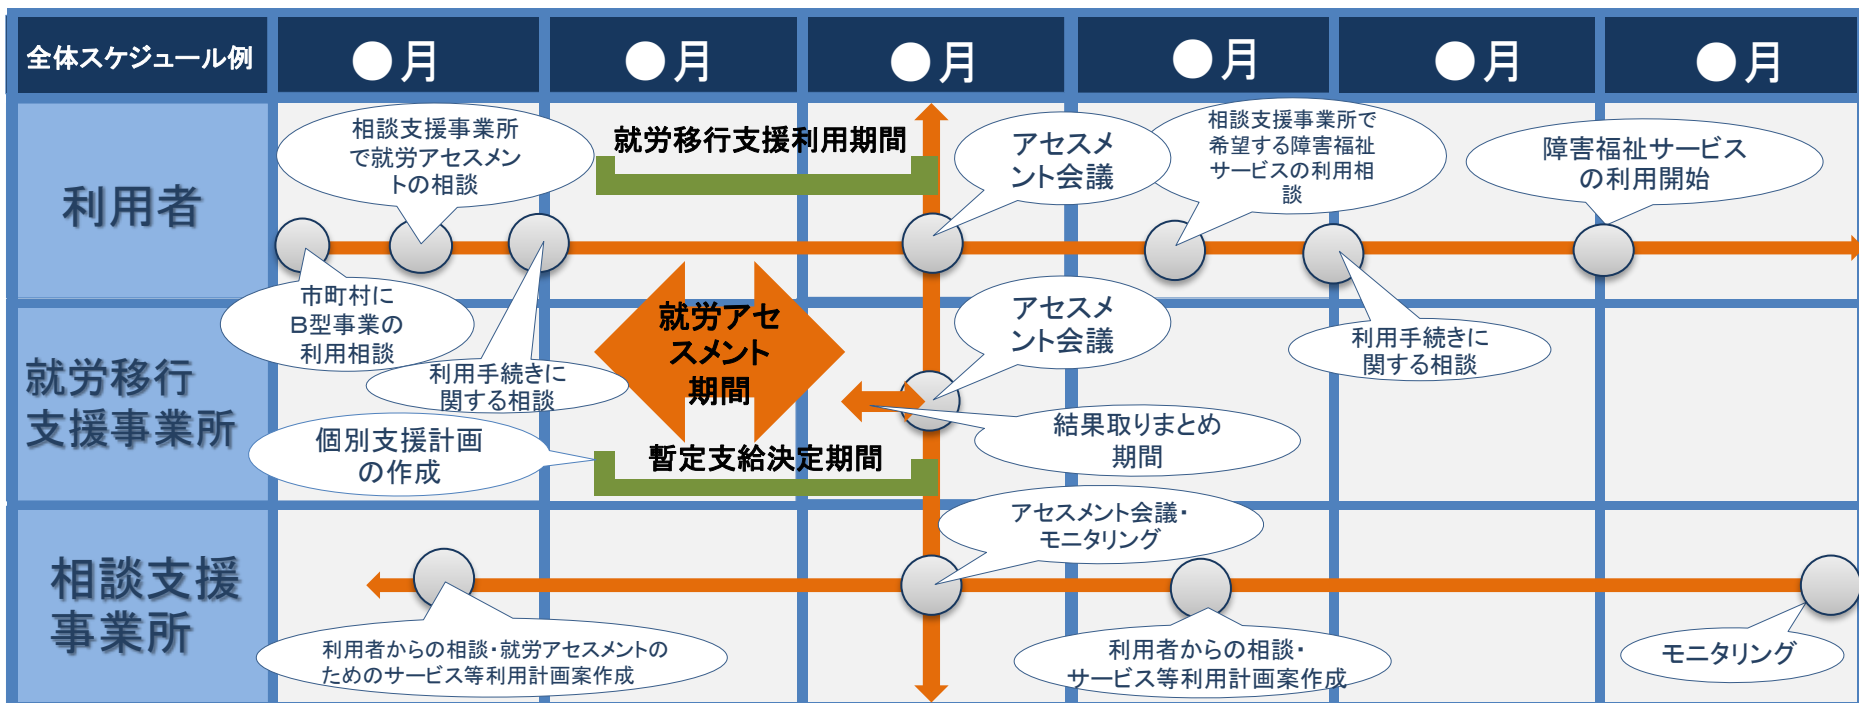 全体スケジュール例
●月
●月
●月
●月
●月
●月
利用者
相談支援事業所
で就労アセスメン
トの相談
就労移行支援利用期間
アセスメ
ント会議
相談支援事業所で
希望する障害福祉
サービスの利用相
談
障害福祉サービス
の利用開始
市町村に
B型事業の
利用相談
利用手続きに
関する相談
就労アセ
スメント
期間
アセスメ
ント会議
利用手続きに
関する相談
就労移行
支援事業所
個別支援計画
の作成
暫定支給決定期間
結果取りまとめ
期間
相談支援
事業所
アセスメント会議・
モニタリング
利用者からの相談・就労アセスメントの
ためのサービス等利用計画案作成
利用者からの相談・
サービス等利用計画案作成
モニタリング